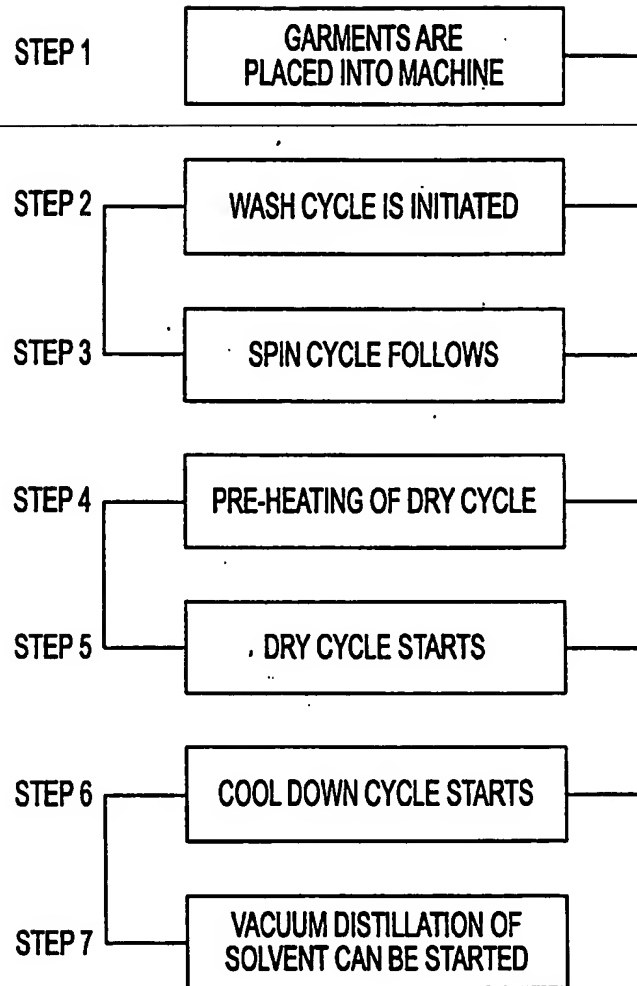 STEP 1
GARMENTS ARE
PLACED INTO MACHINE
STEP 2
WASH CYCLE IS INITIATED
STEP 3
SPIN CYCLE FOLLOWS
STEP 4
PRE-HEATING OF DRY CYCLE
STEP 5
DRY CYCLE STARTS
STEP 6
COOL DOWN CYCLE STARTS
STEP 7
VACUUM DISTILLATION OF
SOLVENT CAN BE STARTED